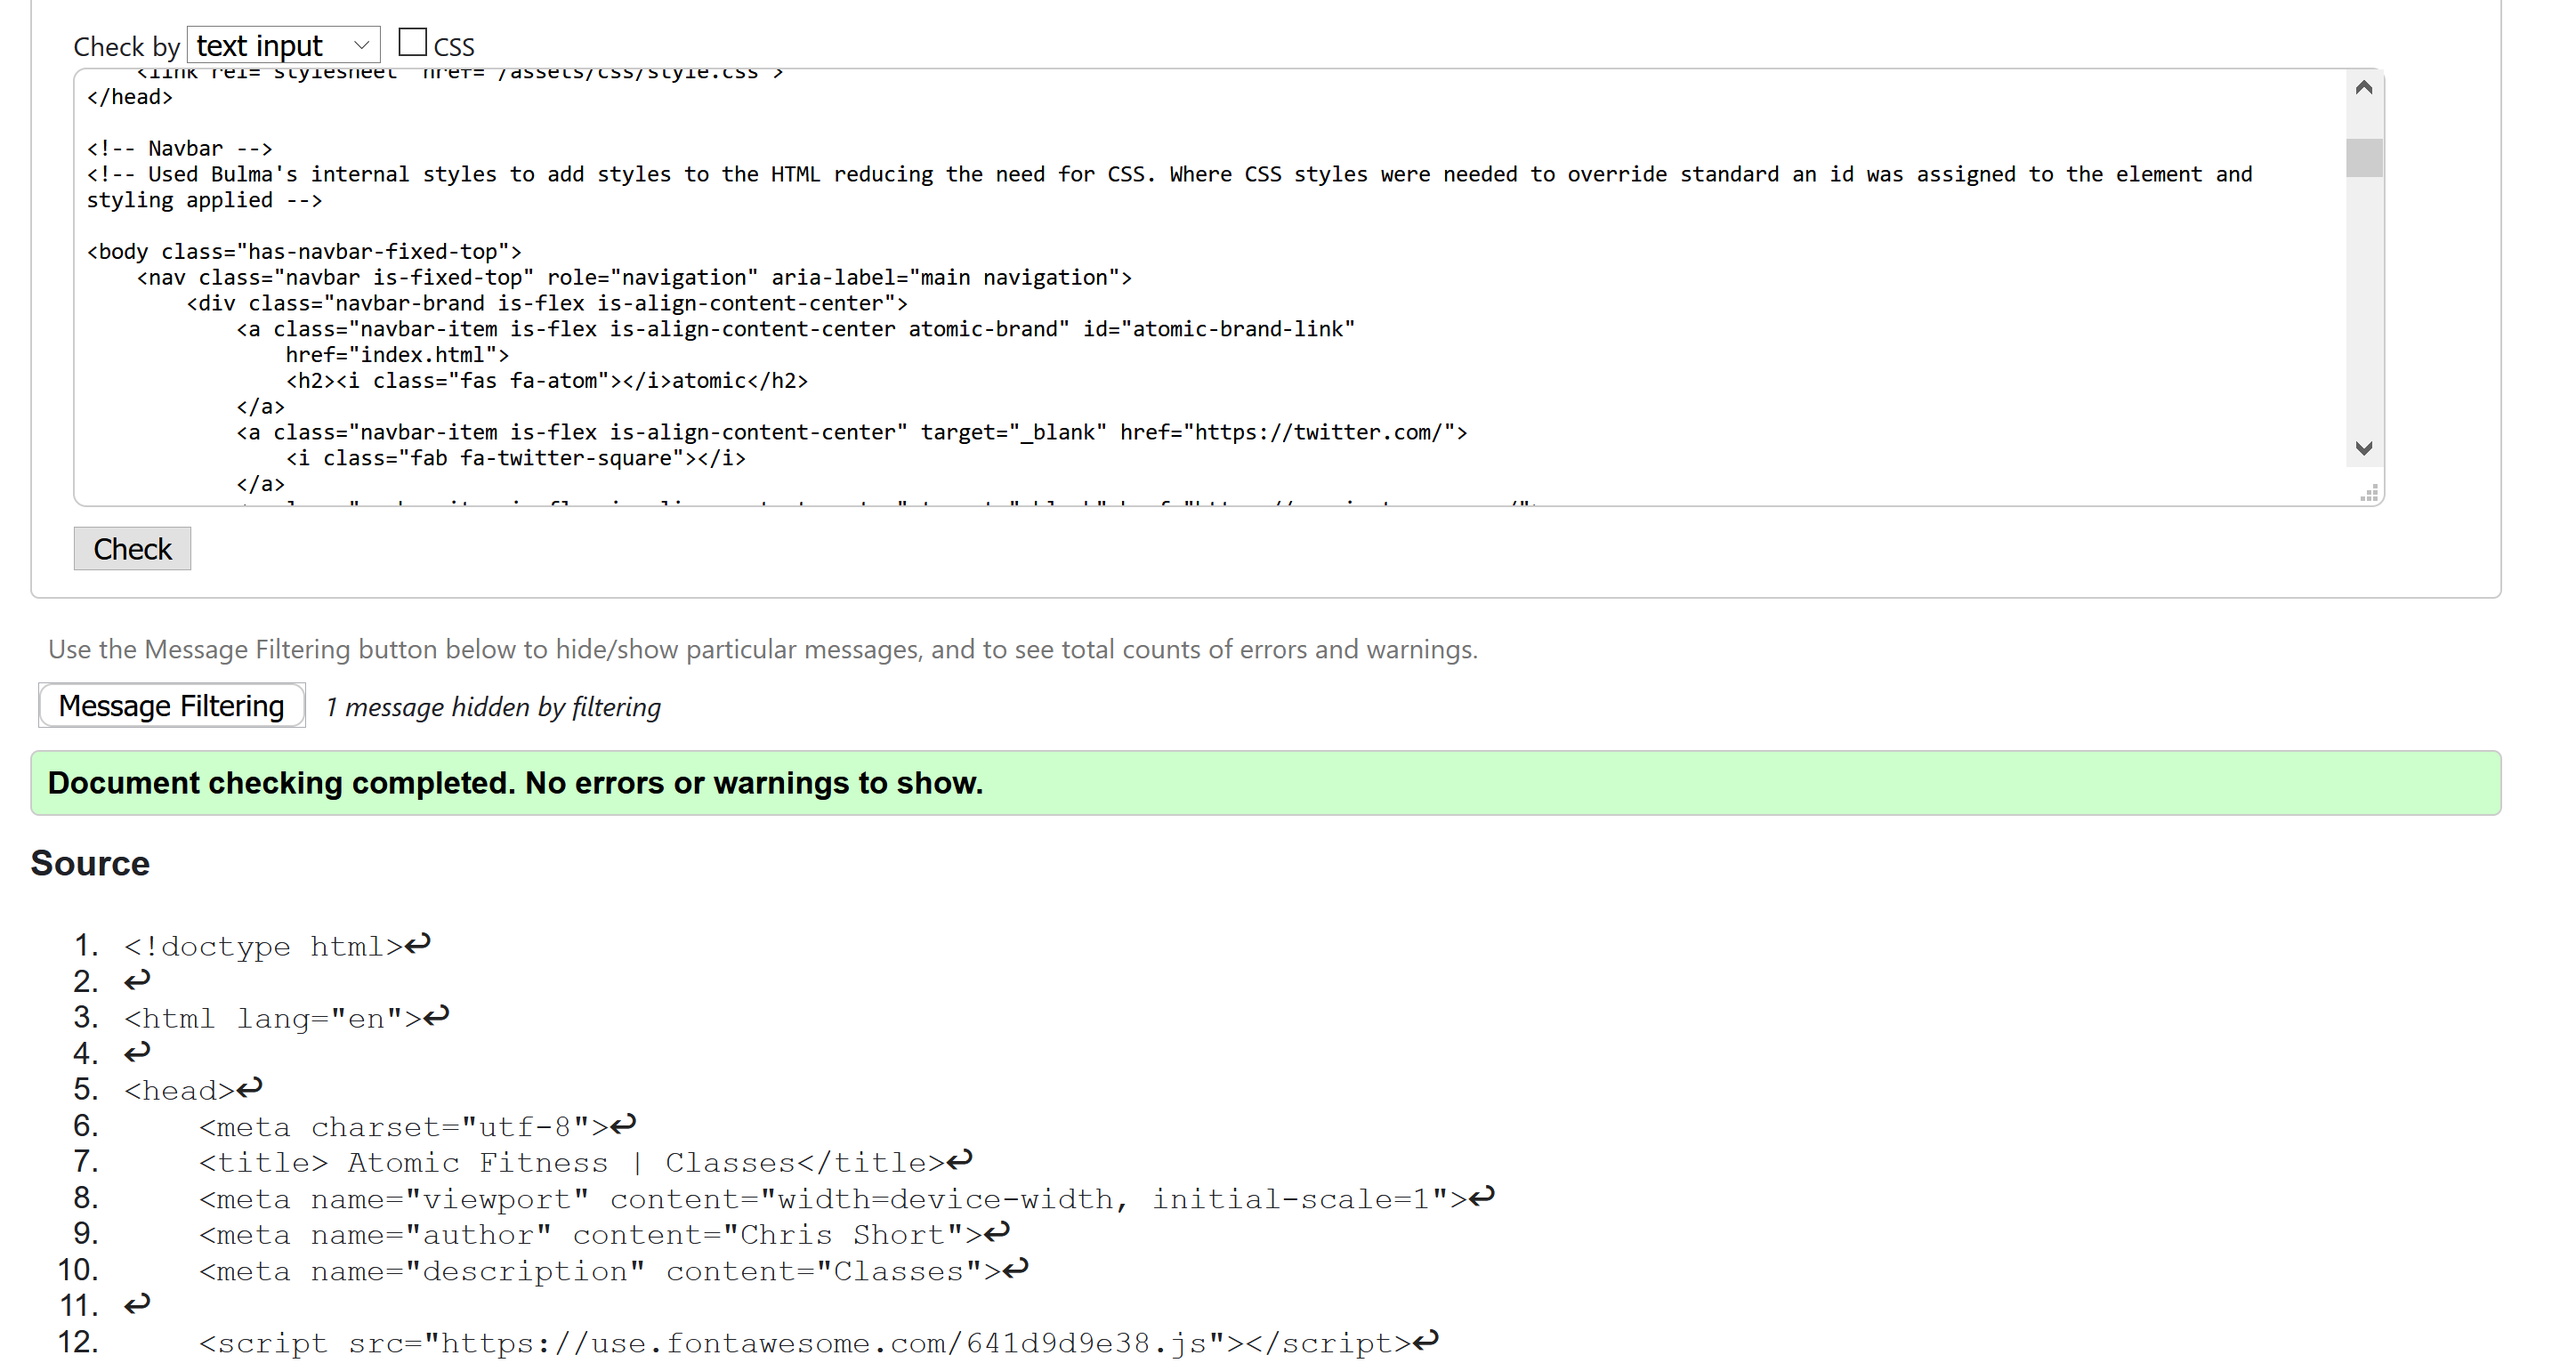 Check by text input CSS
<link rel="stylesheet" href="/assets/css/style.css">
</head>
<!-- Navbar -->
<!-- Used Bulma's internal styles to add styles to the HTML reducing the need for CSS. Where CSS styles were needed to override standard an id was assigned to the element and
styling applied -->
<body class="has-navbar-fixed-top">
<nav class="navbar is-fixed-top" role="navigation" aria-label="main navigation">
<div class="navbar-brand is-flex is-align-content-center">
<a class="navbar-item is-flex is-align-content-center atomic-brand" id="atomic-brand-link"
href="index.html">
<h2><i class="fas fa-atom"></i>atomic</h2>
</a>
<a class="navbar-item is-flex is-align-content-center" target="_blank" href="https://twitter.com/">
<i class="fab fa-twitter-square"></i>
</a>
Check
Use the Message Filtering button below to hide/show particular messages, and to see total counts of errors and warnings.
Message Filtering 1 message hidden by filtering
Document checking completed. No errors or warnings to show.
Source
1. <!doctype html>↩
2. ↩
3. <html lang="en">↩
4. ↩
5. <head>↩
6. <meta charset="utf-8">↩
7. <title> Atomic Fitness | Classes</title>↩
8. <meta name="viewport" content="width=device-width, initial-scale=1">↩
9. <meta name="author" content="Chris Short">↩
10. <meta name="description" content="Classes">↩
11. ↩
12. <script src="https://use.fontawesome.com/641d9d9e38.js"></script>↩